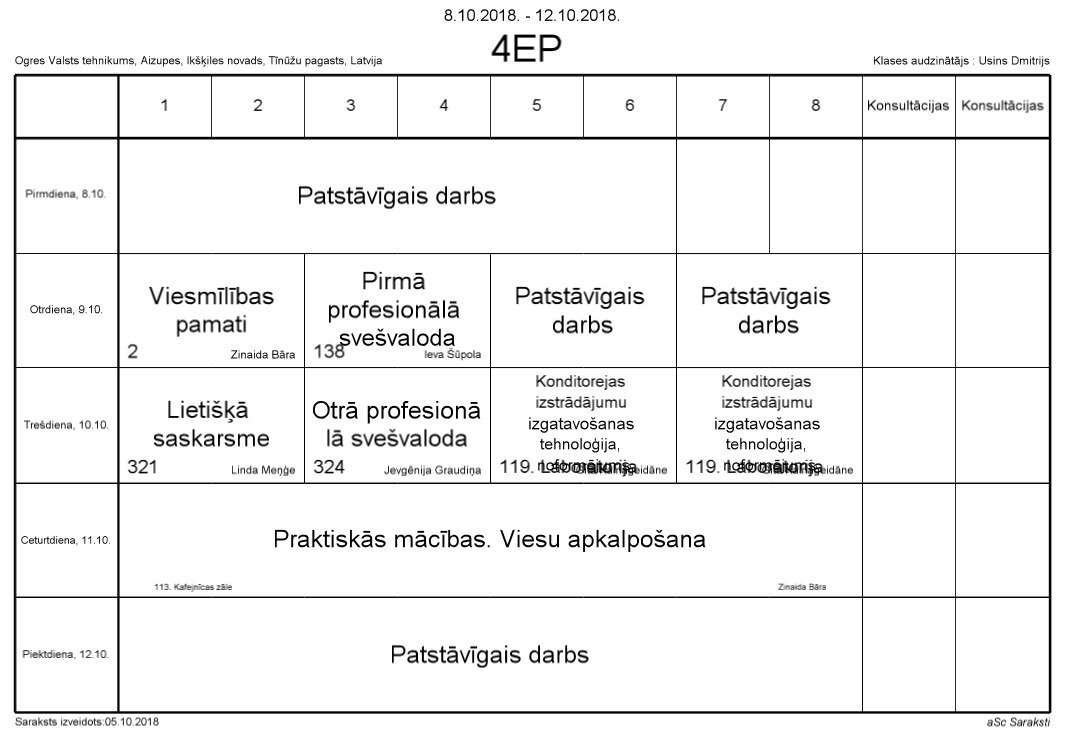 8.10.2018. - 12.10.2018.
4EP
Ogres Valsts tehnikums, Aizupes, Ikšķiles novads, Tīnūžu pagasts, Latvija
Klases audzinātājs : Usins Dmitrijs
1 2 3 4 5 6 7 8 Konsultācijas Konsultācijas
Pirmdiena, 8.10.
Patstāvīgais darbs
Otrdiena, 9.10.
Viesmīlības
pamati
2 Zinaida Bāra
Pirmā
profesionālā
svešvaloda
138 Ieva Šūpola
Patstāvīgais
darbs
Patstāvīgais
darbs
Trešdiena, 10.10.
Lietišķā
saskarsme
321 Linda Meņģe
Otrā profesionā
lā svešvaloda
324 Jevgēnija Graudiņa
Konditorejas
izstrādājumu
izgatavošanas
tehnoloģija,
noformējums
119.
Konditorejas
izstrādājumu
izgatavošanas
tehnoloģija,
noformējums
119.
Ceturtdiena, 11.10.
Praktiskās mācības. Viesu apkalpošana
113. Kafejnīcas zāle Zinaida Bāra
Piektdiena, 12.10.
Patstāvīgais darbs
Saraksts izveidots:05.10.2018
aSc Saraksti